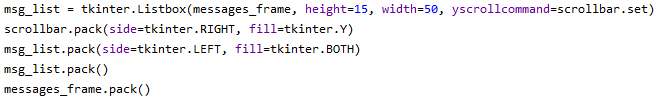 msg_list = tkinter.Listbox(messages_frame, height=15, width=50, yscrollcommand=scrollbar.set)
scrollbar.pack(side=tkinter.RIGHT, fill=tkinter.Y)
msg_list.pack(side=tkinter.LEFT, fill=tkinter.BOTH)
msg_list.pack()
messages_frame.pack()